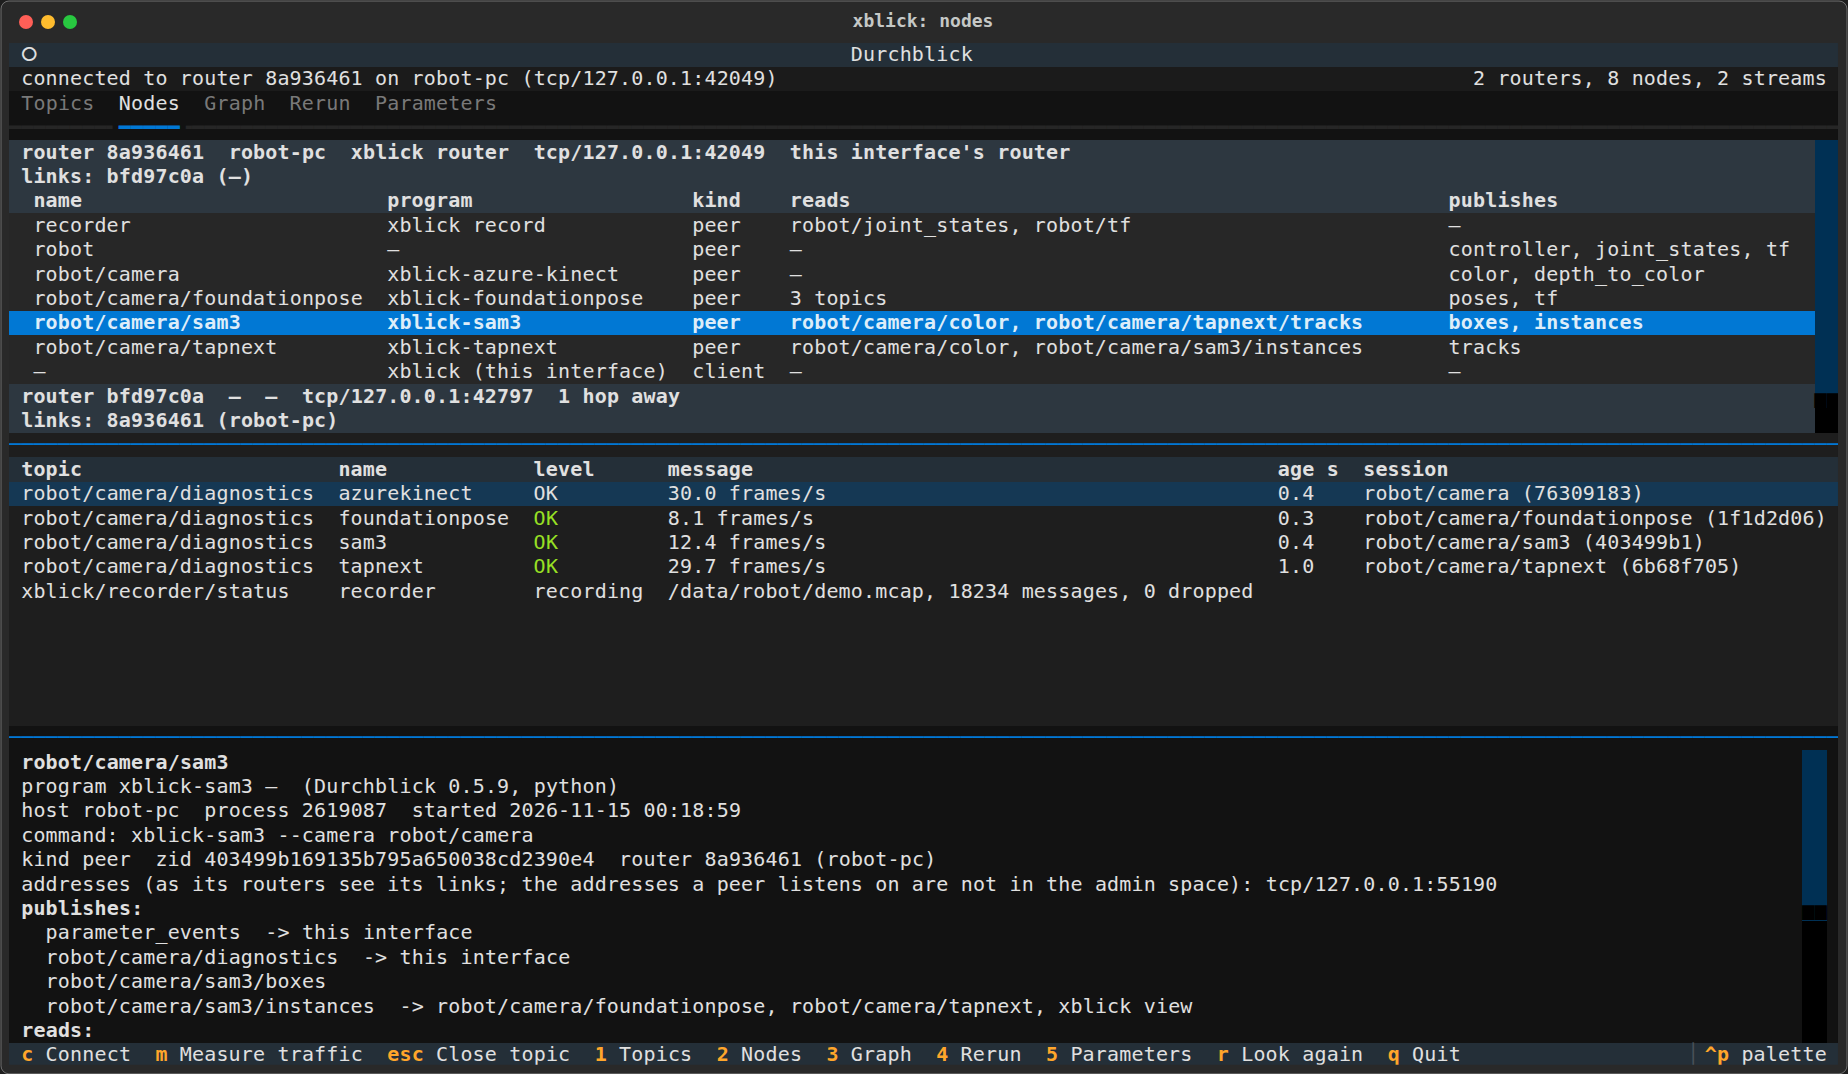 xblick: nodes
Durchblick
connected to router 8a936461 on robot-pc (tcp/127.0.0.1:42049) 2 routers, 8 nodes, 2 streams
Topics Nodes Graph Rerun Parameters
router 8a936461 robot-pc xblick router tcp/127.0.0.1:42049 this interface's router
links: bfd97c0a (—)
name program kind reads publishes
recorder xblick record peer robot/joint_states, robot/tf —
robot — peer — controller, joint_states, tf
robot/camera xblick-azure-kinect peer — color, depth_to_color
robot/camera/foundationpose xblick-foundationpose peer 3 topics poses, tf
robot/camera/sam3 xblick-sam3 peer robot/camera/color, robot/camera/tapnext/tracks boxes, instances
robot/camera/tapnext xblick-tapnext peer robot/camera/color, robot/camera/sam3/instances tracks
— xblick (this interface) client — —
router bfd97c0a — — tcp/127.0.0.1:42797 1 hop away
links: 8a936461 (robot-pc)
topic name level message age s session
robot/camera/diagnostics azurekinect OK 30.0 frames/s 0.4 robot/camera (76309183)
robot/camera/diagnostics foundationpose OK 8.1 frames/s 0.3 robot/camera/foundationpose (1f1d2d06)
robot/camera/diagnostics sam3 OK 12.4 frames/s 0.4 robot/camera/sam3 (403499b1)
robot/camera/diagnostics tapnext OK 29.7 frames/s 1.0 robot/camera/tapnext (6b68f705)
xblick/recorder/status recorder recording /data/robot/demo.mcap, 18234 messages, 0 dropped
robot/camera/sam3
program xblick-sam3 — (Durchblick 0.5.9, python)
host robot-pc process 2619087 started 2026-11-15 00:18:59
command: xblick-sam3 --camera robot/camera
kind peer zid 403499b169135b795a650038cd2390e4 router 8a936461 (robot-pc)
addresses (as its routers see its links; the addresses a peer listens on are not in the admin space): tcp/127.0.0.1:55190
publishes:
parameter_events -> this interface
robot/camera/diagnostics -> this interface
robot/camera/sam3/boxes
robot/camera/sam3/instances -> robot/camera/foundationpose, robot/camera/tapnext, xblick view
reads:
c Connect m Measure traffic esc Close topic 1 Topics 2 Nodes 3 Graph 4 Rerun 5 Parameters r Look again q Quit ^p palette